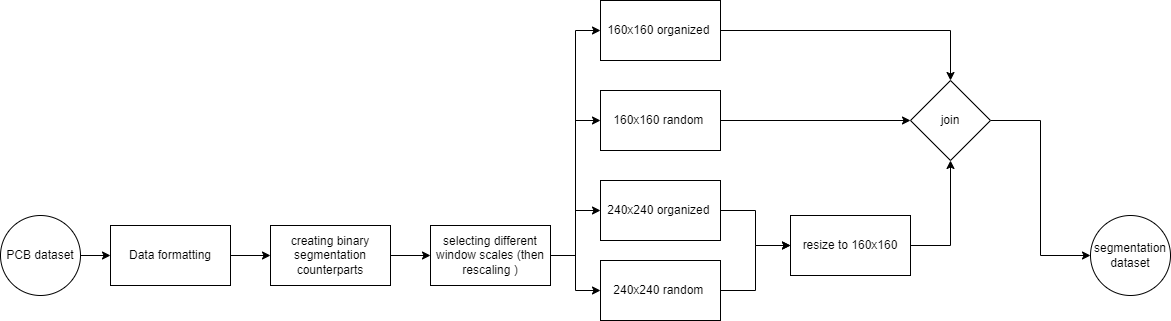 PCB dataset
Data formatting
creating binary
segmentation
counterparts
selecting different
window scales (then
rescaling )
160x160 organized
160x160 random
240x240 organized
240x240 random
resize to 160x160
join
segmentation
dataset